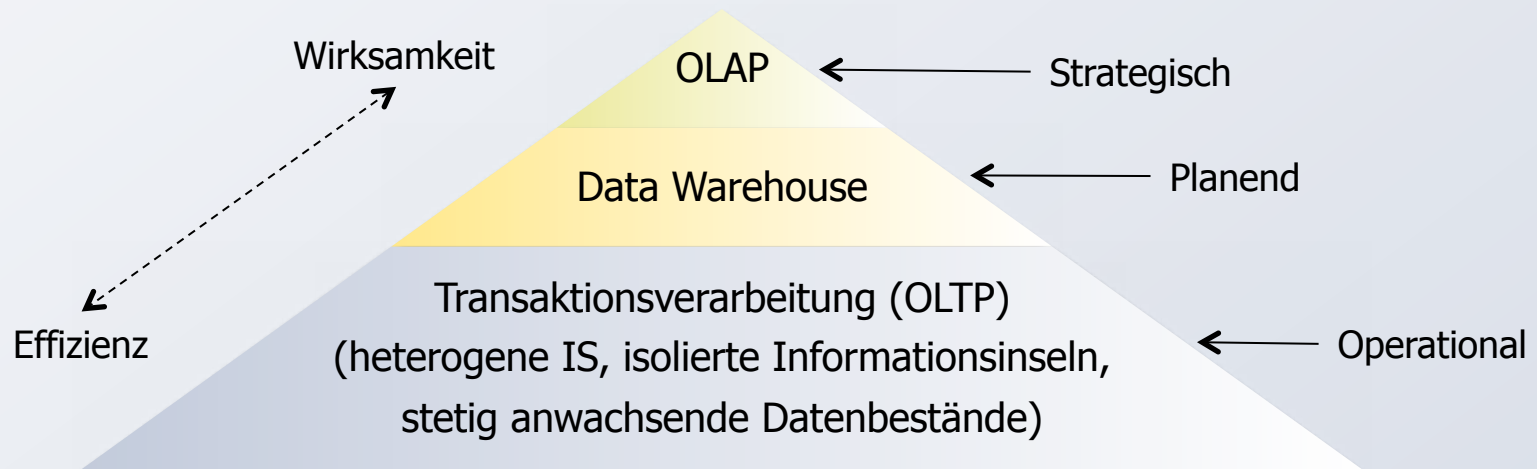 Wirksamkeit
OLAP
Strategisch
Data Warehouse
Planend
Transaktionsverarbeitung (OLTP)
(heterogene IS, isolierte Informationsinseln,
stetig anwachsende Datenbestände)
Effizienz
Operational